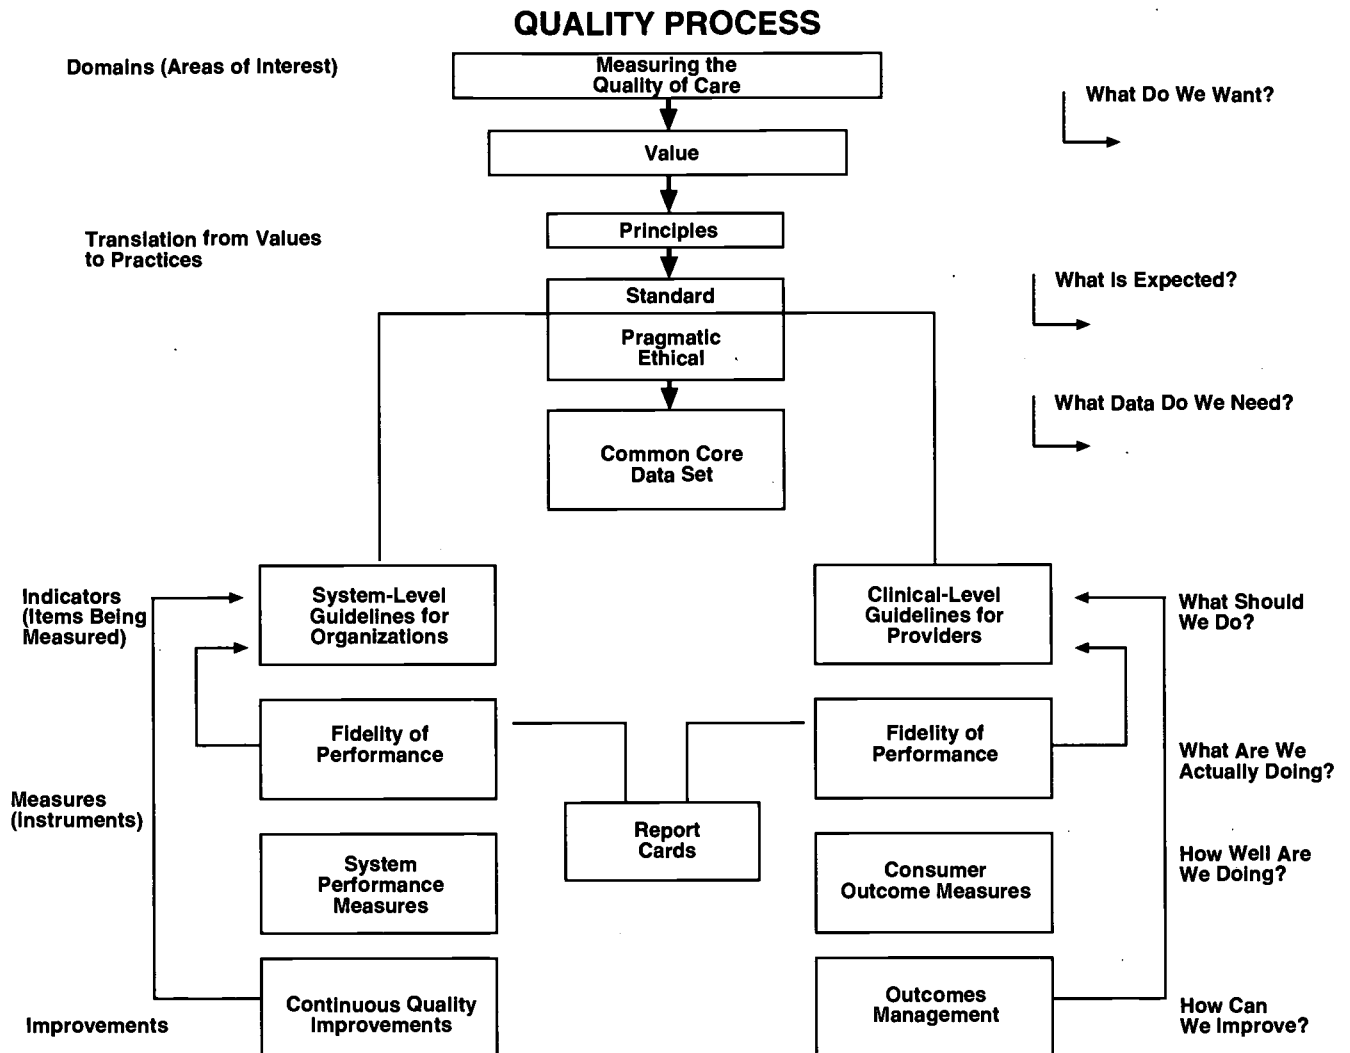 QUALITY PROCESS
Domains (Areas of Interest)
Measuring the
Quality of Care
What Do We Want?
Value
Principles
Translation from Values
to Practices
Standard
What Is Expected?
Pragmatic
Ethical
What Data Do We Need?
Common Core
Data Set
Indicators
(Items Being
Measured)
System-Level
Guidelines for
Organizations
Clinical-Level
Guidelines for
Providers
What Should
We Do?
Fidelity of
Performance
Fidelity of
Performance
What Are We
Actually Doing?
Measures
(Instruments)
Report
Cards
System
Performance
Measures
Consumer
Outcome Measures
How Well Are
We Doing?
Improvements
Continuous Quality
Improvements
Outcomes
Management
How Can
We Improve?